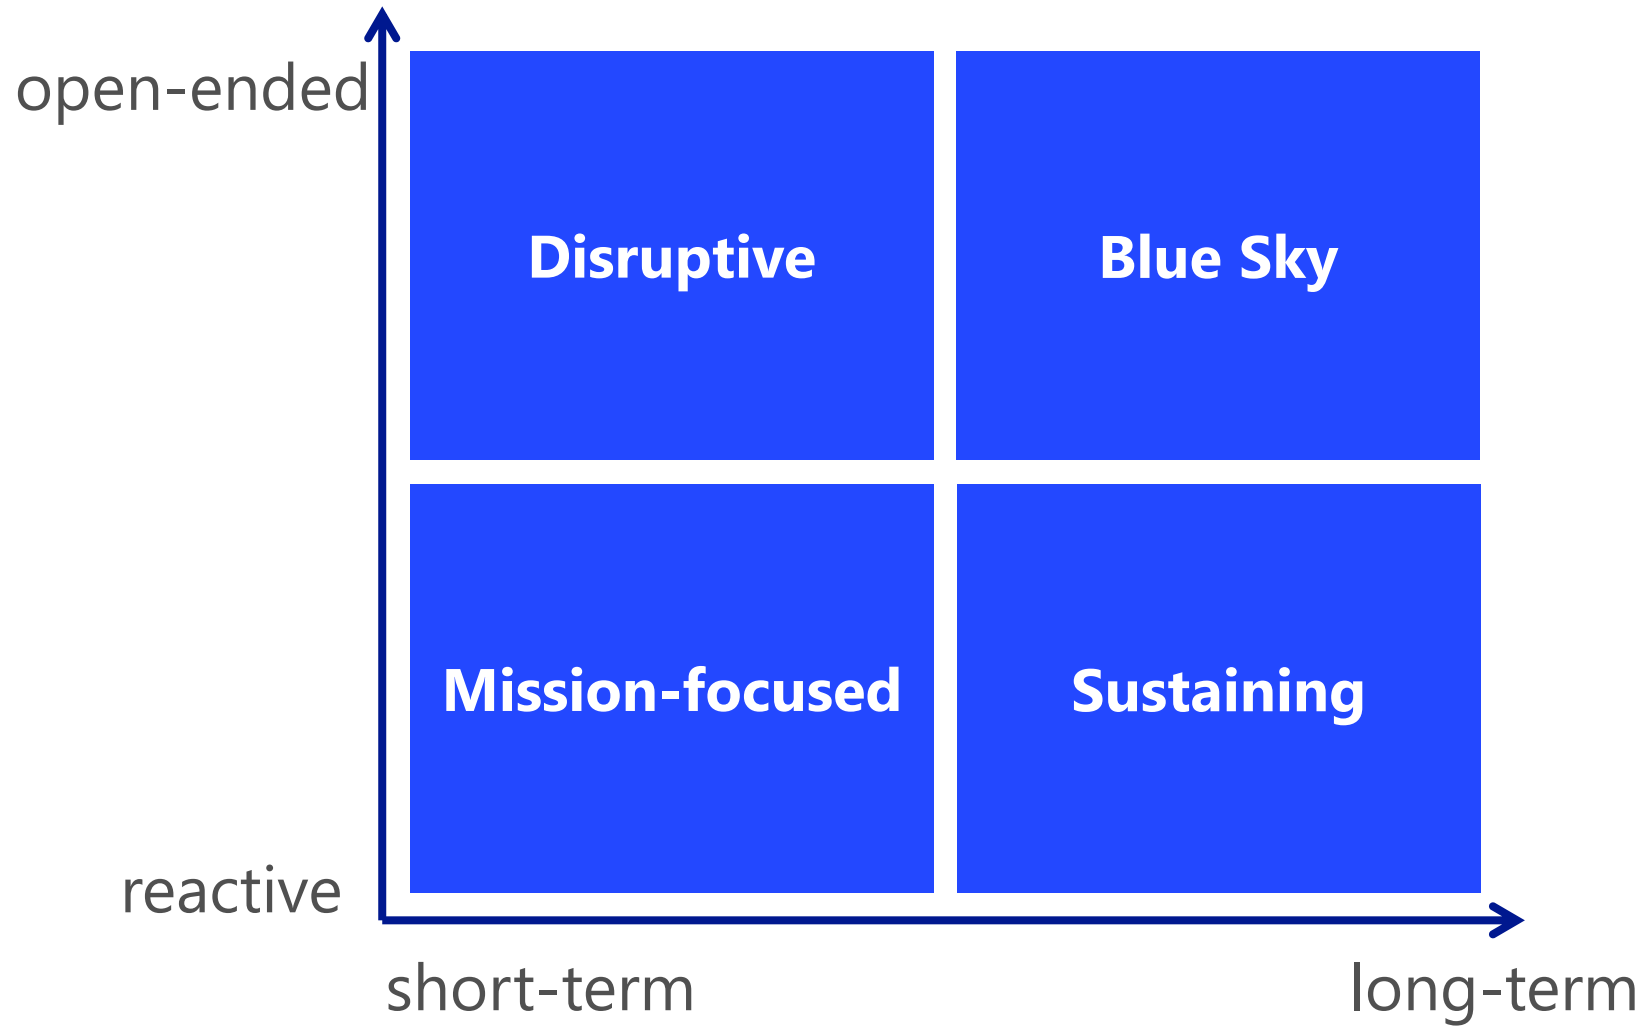 open-ended
Disruptive
Blue Sky
Mission-focused
Sustaining
reactive
short-term
long-term